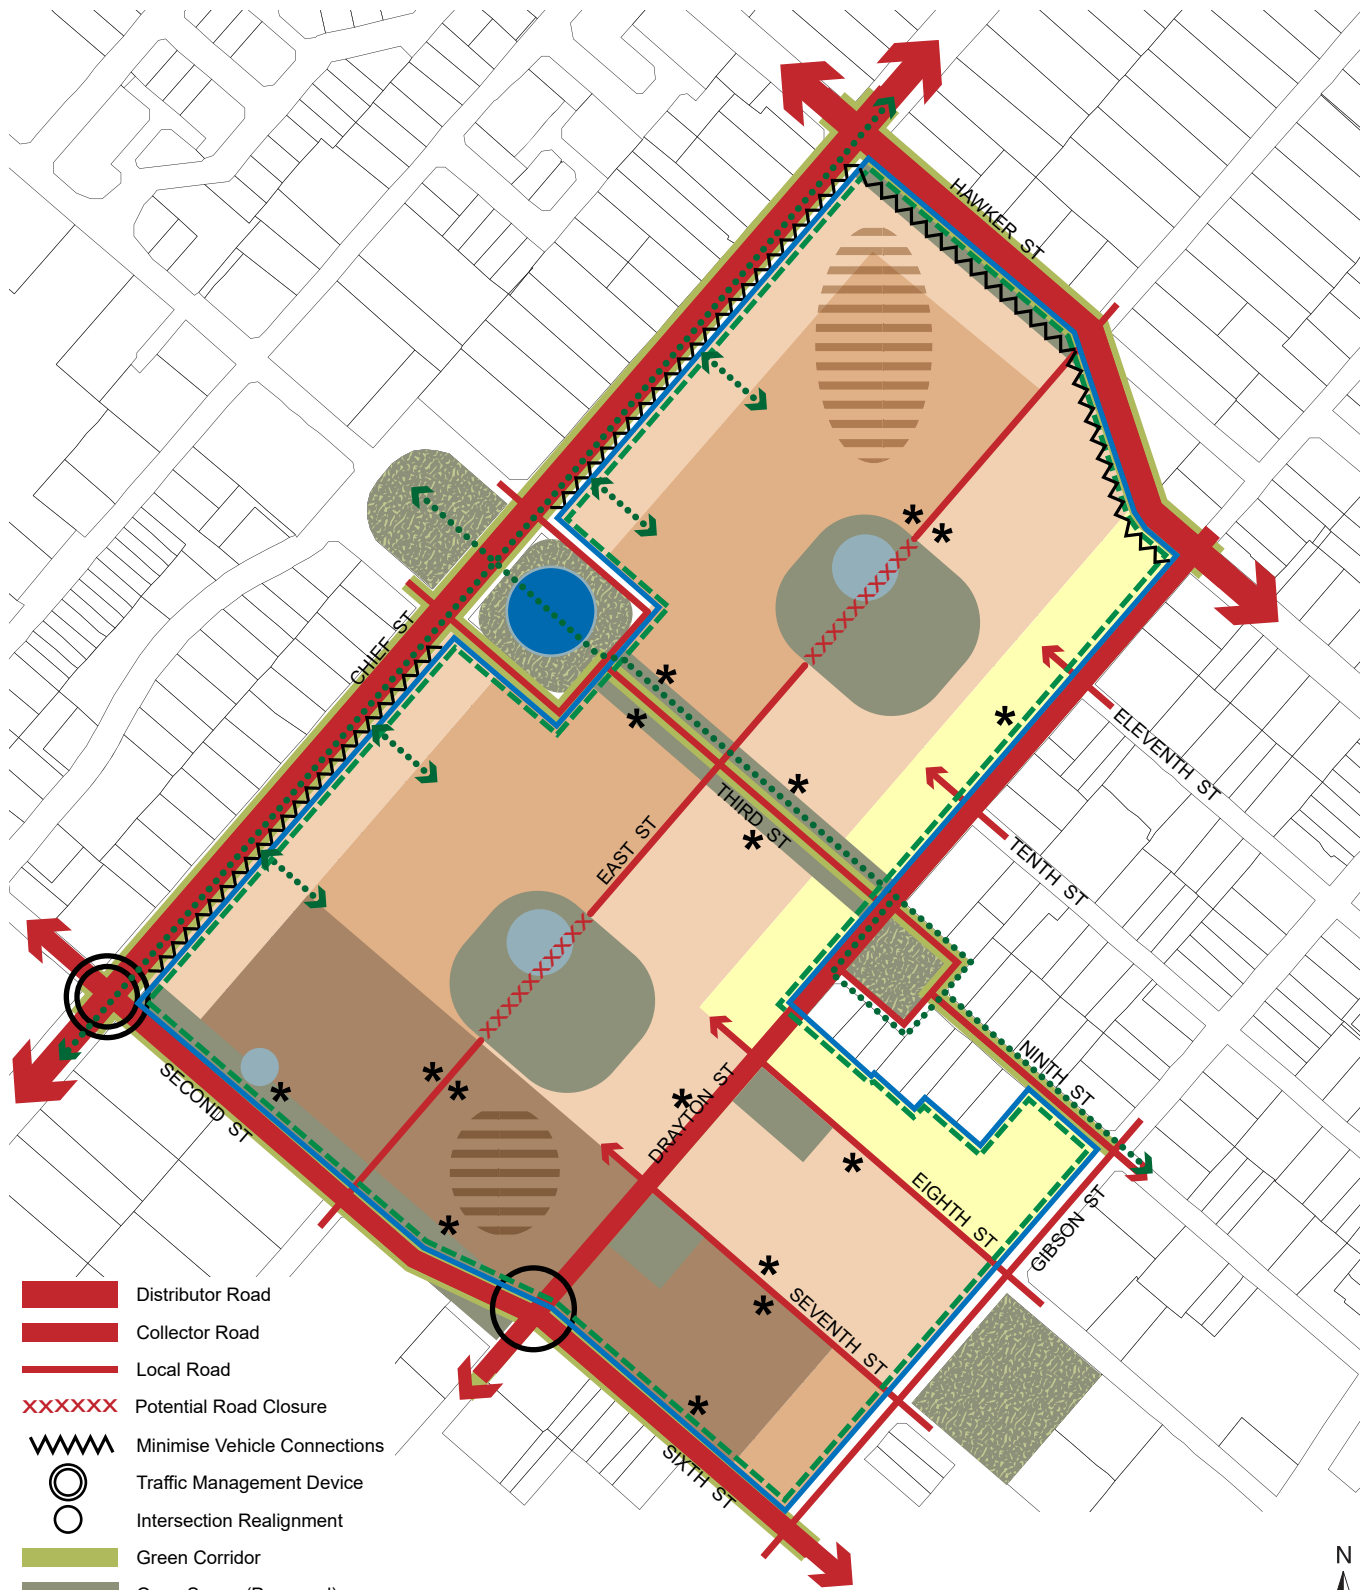 HAWKER ST
CHIEF ST
ELEVENTH ST
THIRD ST
EAST ST
TENTH ST
NINTH ST
SECOND ST
DRAYTON ST
EIGHTH ST
GIBSON ST
SEVENTH ST
SIXTH ST
Distributor Road
Collector Road
Local Road
Potential Road Closure
Minimise Vehicle Connections
Traffic Management Device
Intersection Realignment
Green Corridor
N